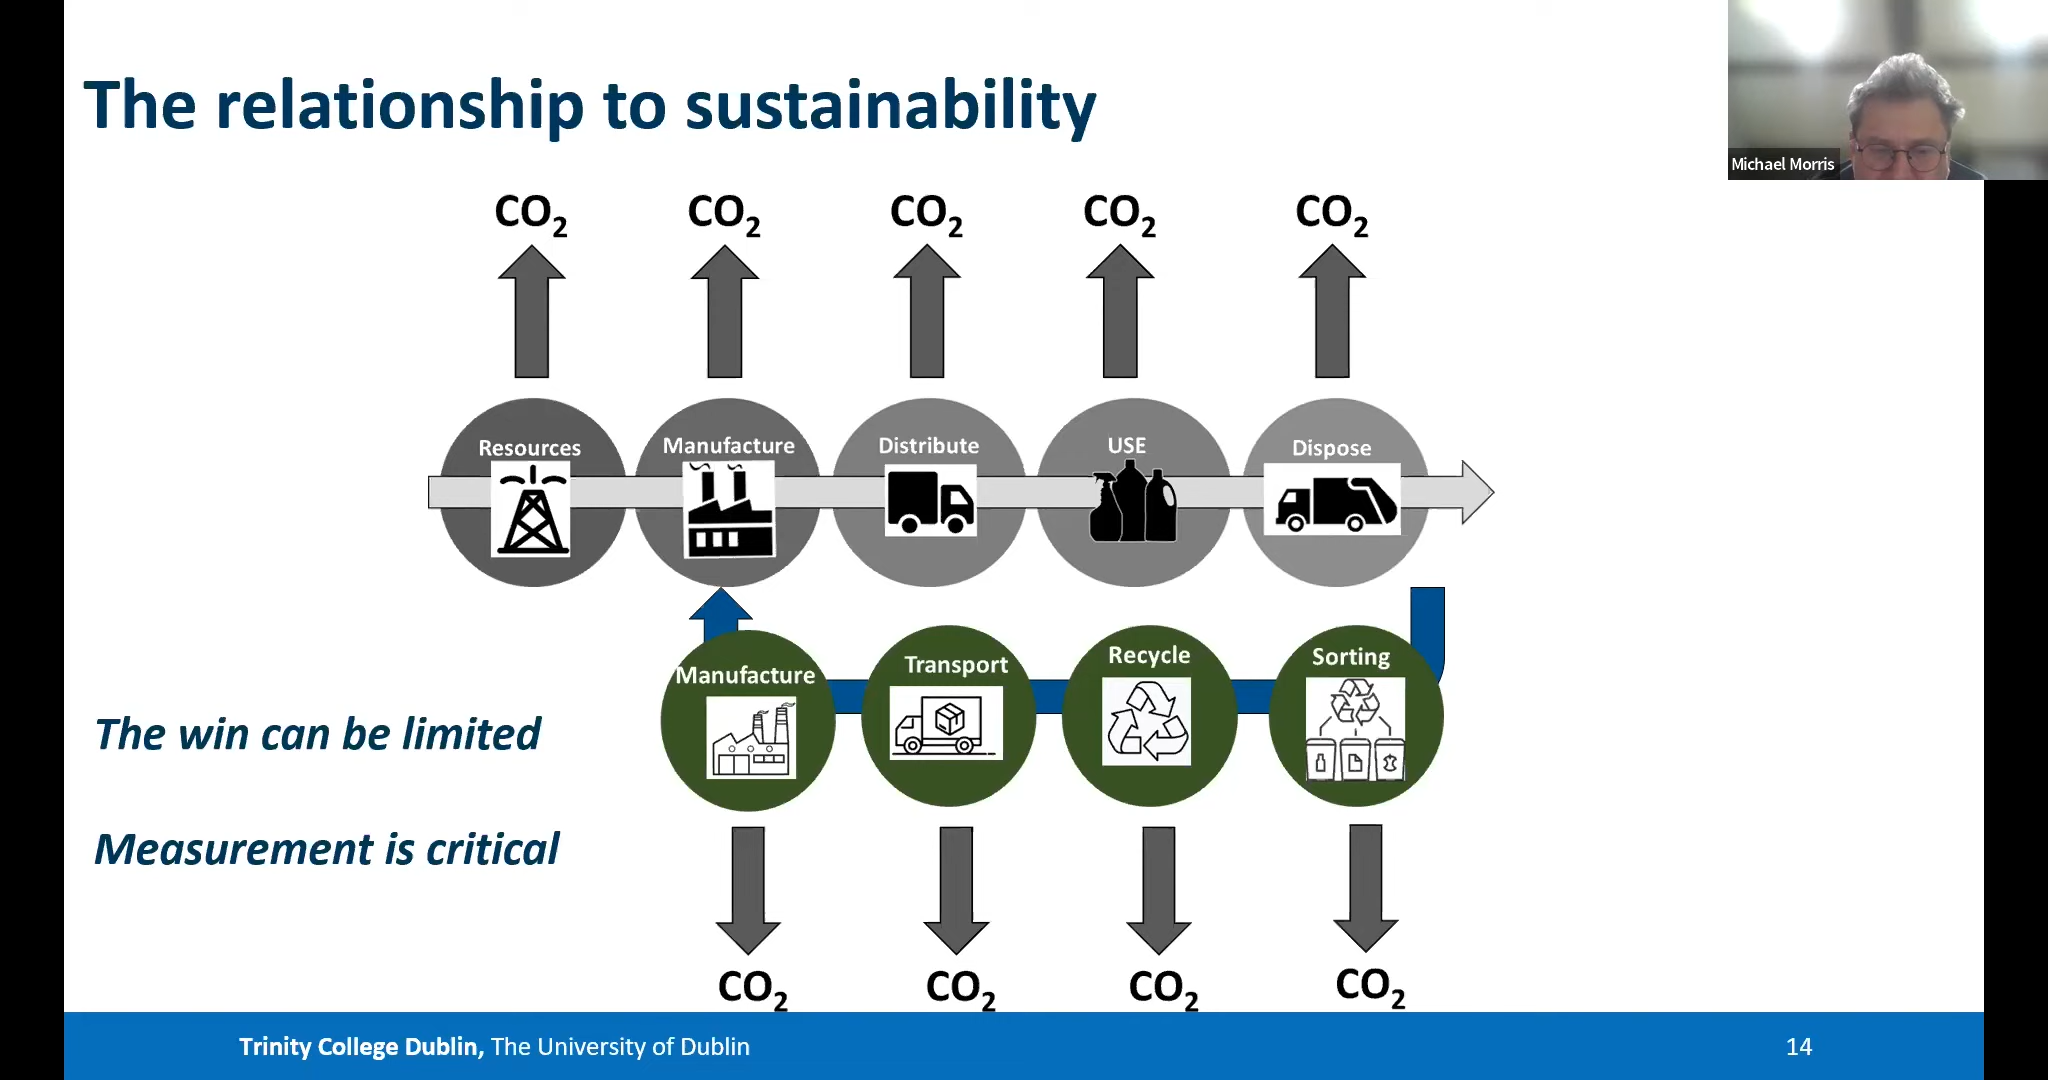 The relationship to sustainability
Michael Morris
CO2 CO2 CO2 CO2 CO2
Resources Manufacture Distribute USE Dispose
Manufacture Transport Recycle Sorting
The win can be limited
Measurement is critical
CO2 CO2 CO2 CO2
Trinity College Dublin, The University of Dublin 14